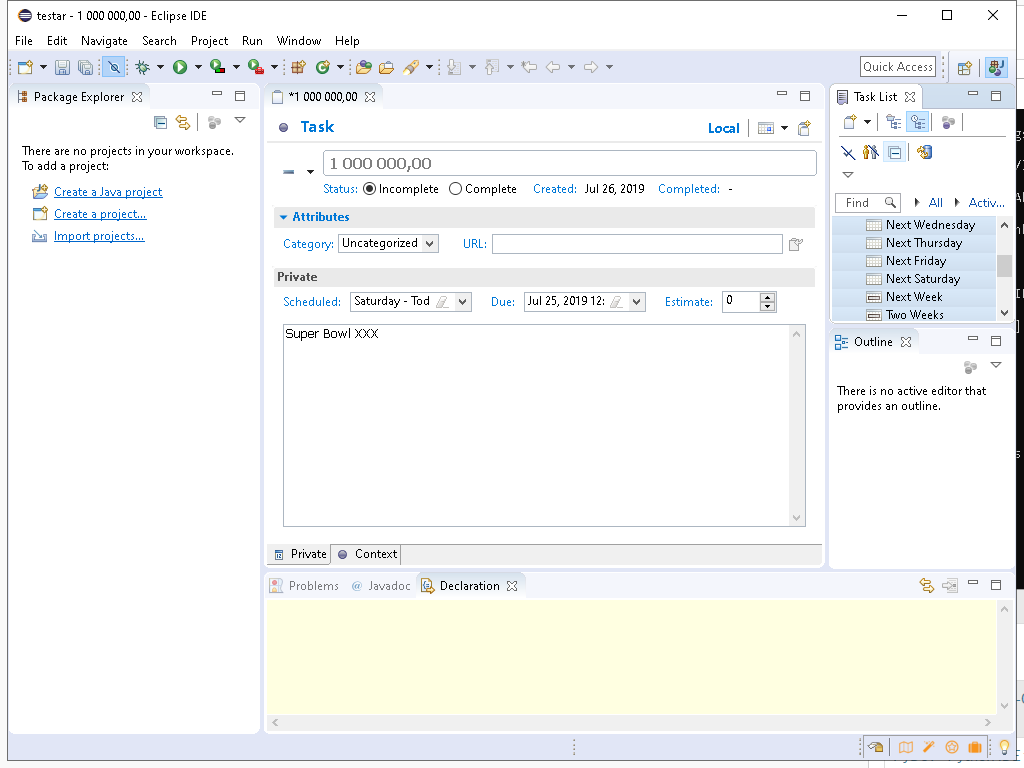 testar - 1 000 000,00 - Eclipse IDE
File Edit Navigate Search Project Run Window Help
Quick Access
Package Explorer
There are no projects in your workspace.
To add a project:
Create a Java project
Create a project...
Import projects...
*1 000 000,00
Task
Local
1 000 000,00
Status: Incomplete Complete Created: Jul 26, 2019 Completed: -
Attributes
Category: Uncategorized URL:
Private
Scheduled: Saturday - Tod Due: Jul 25, 2019 12: Estimate: 0
Super Bowl XXX
Private Context
Task List
Find All Activ...
Next Wednesday
Next Thursday
Next Friday
Next Saturday
Next Week
Two Weeks
Outline
There is no active editor that
provides an outline.
Problems @ Javadoc Declaration